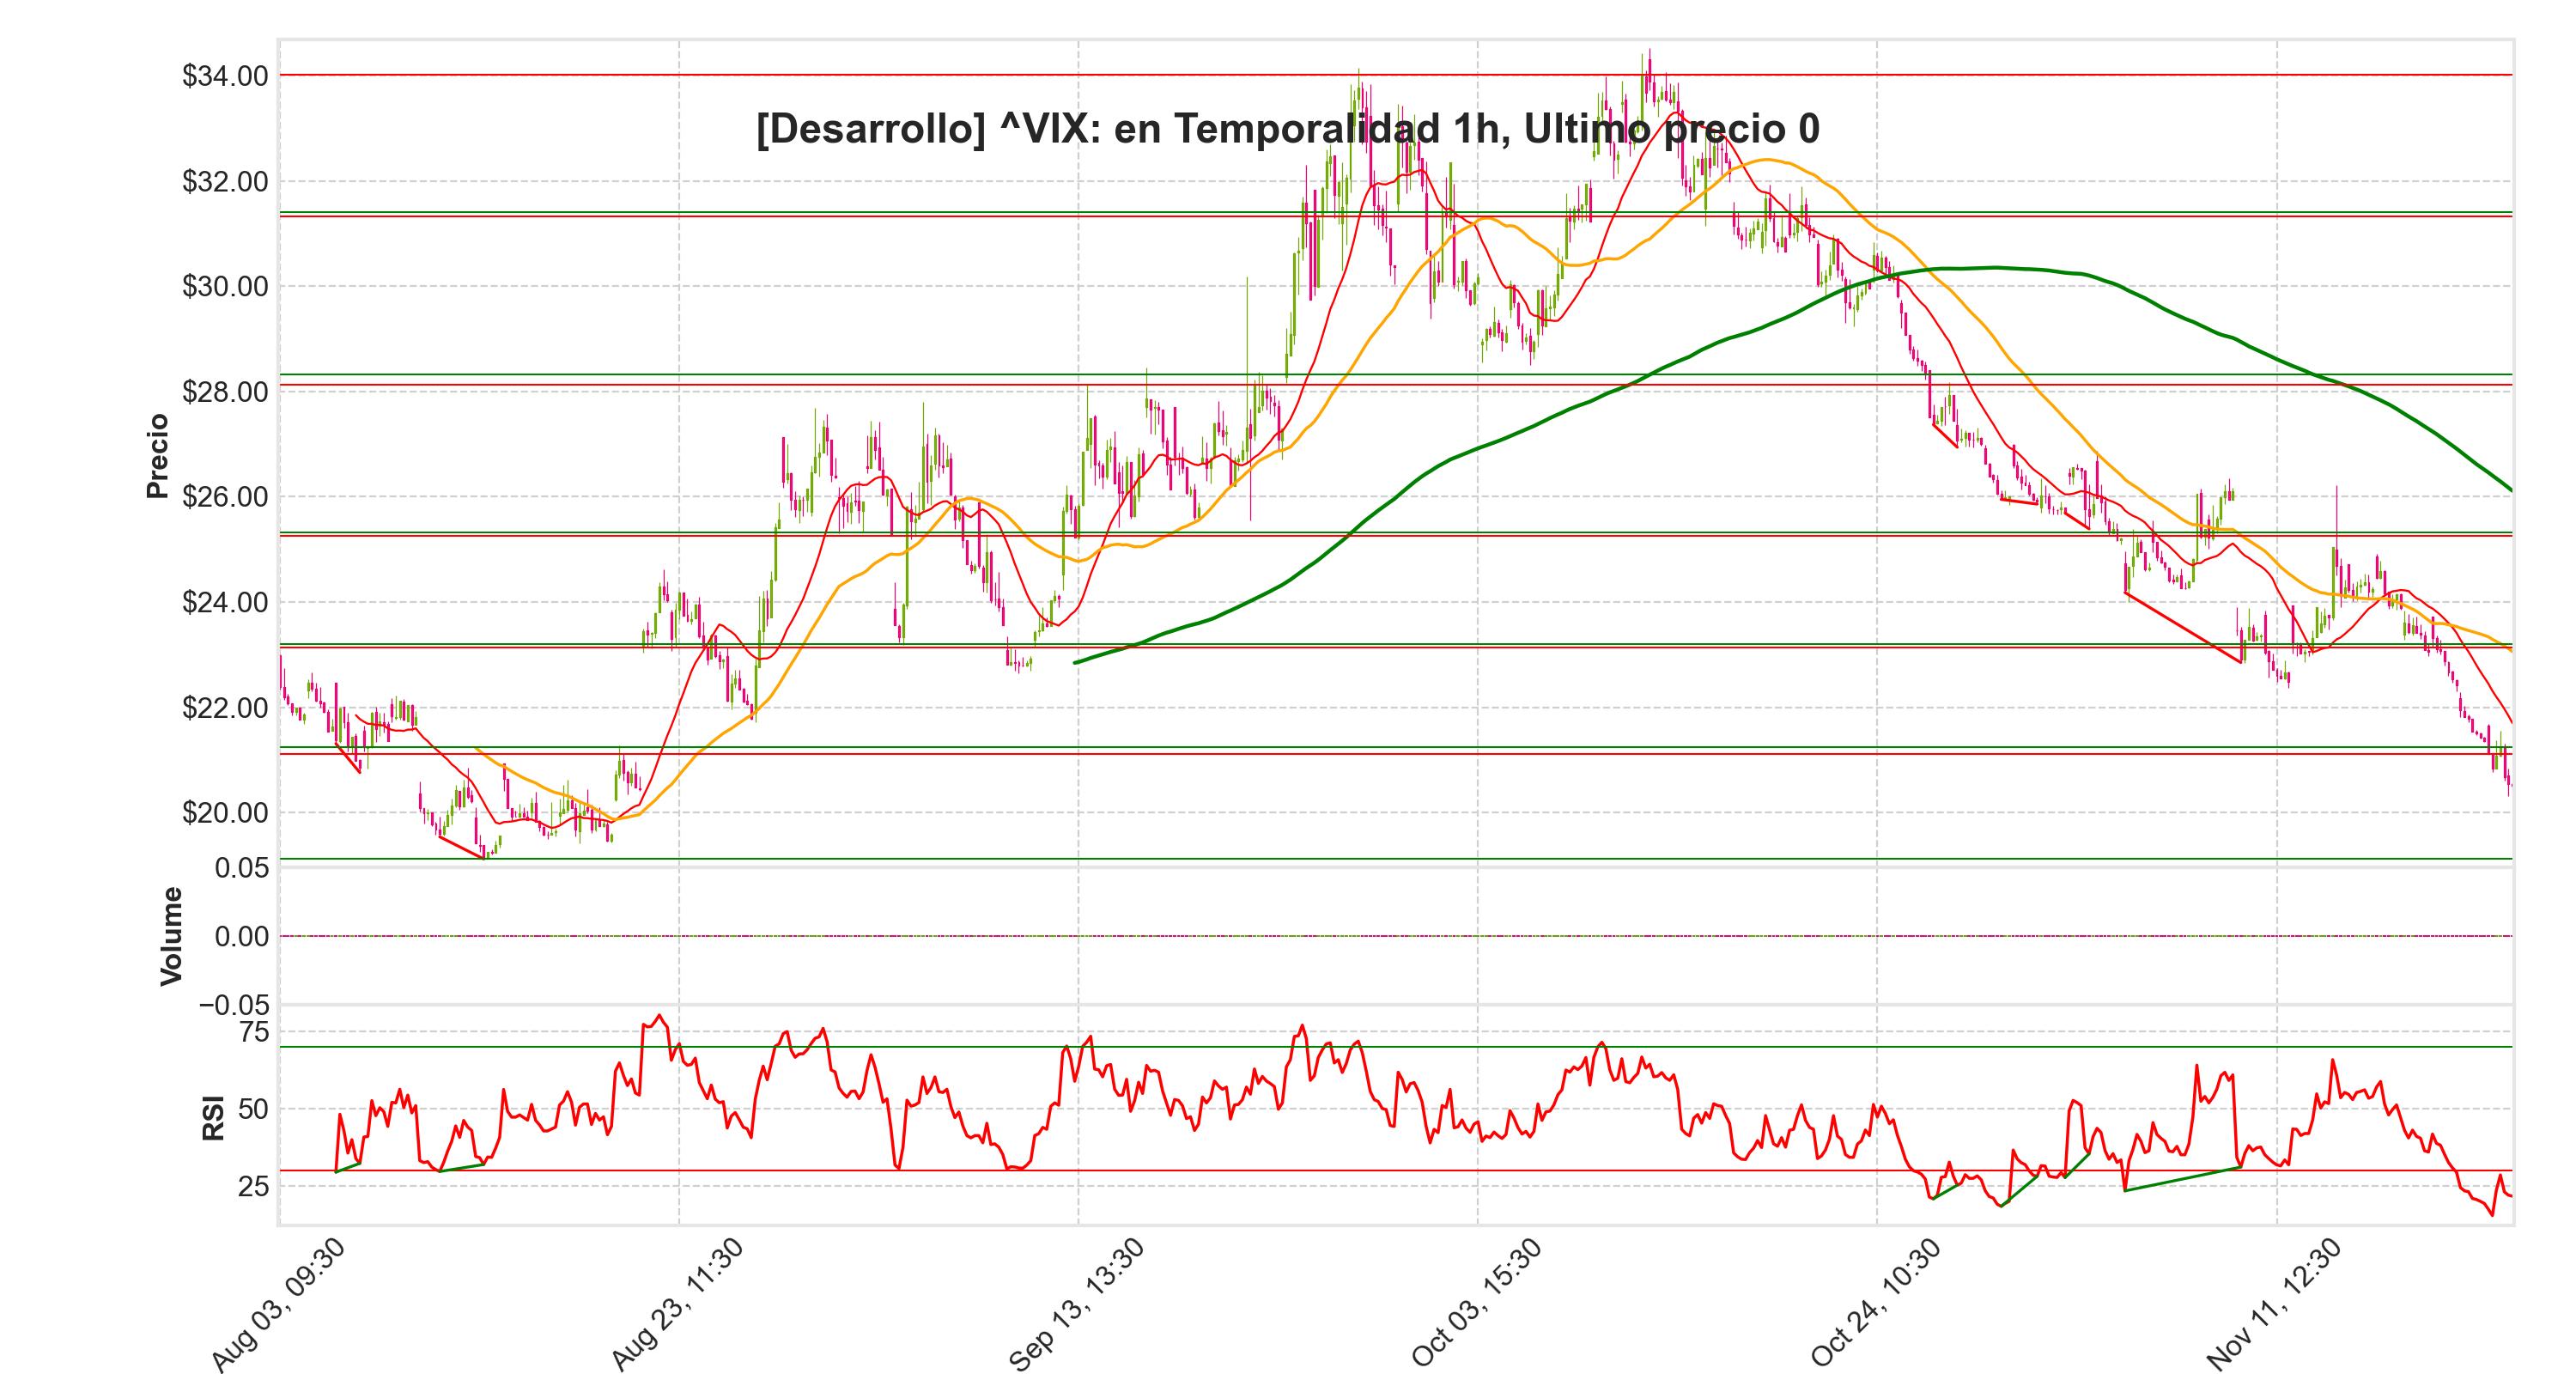 [Desarrollo] ^VIX: en Temporalidad 1h, Ultimo precio 0
Precio
$34.00
$32.00
$30.00
$28.00
$26.00
$24.00
$22.00
$20.00
Volume
0.05
0.00
−0.05
RSI
75
50
25
Aug 03, 09:30
Aug 23, 11:30
Sep 13, 13:30
Oct 03, 15:30
Oct 24, 10:30
Nov 11, 12:30